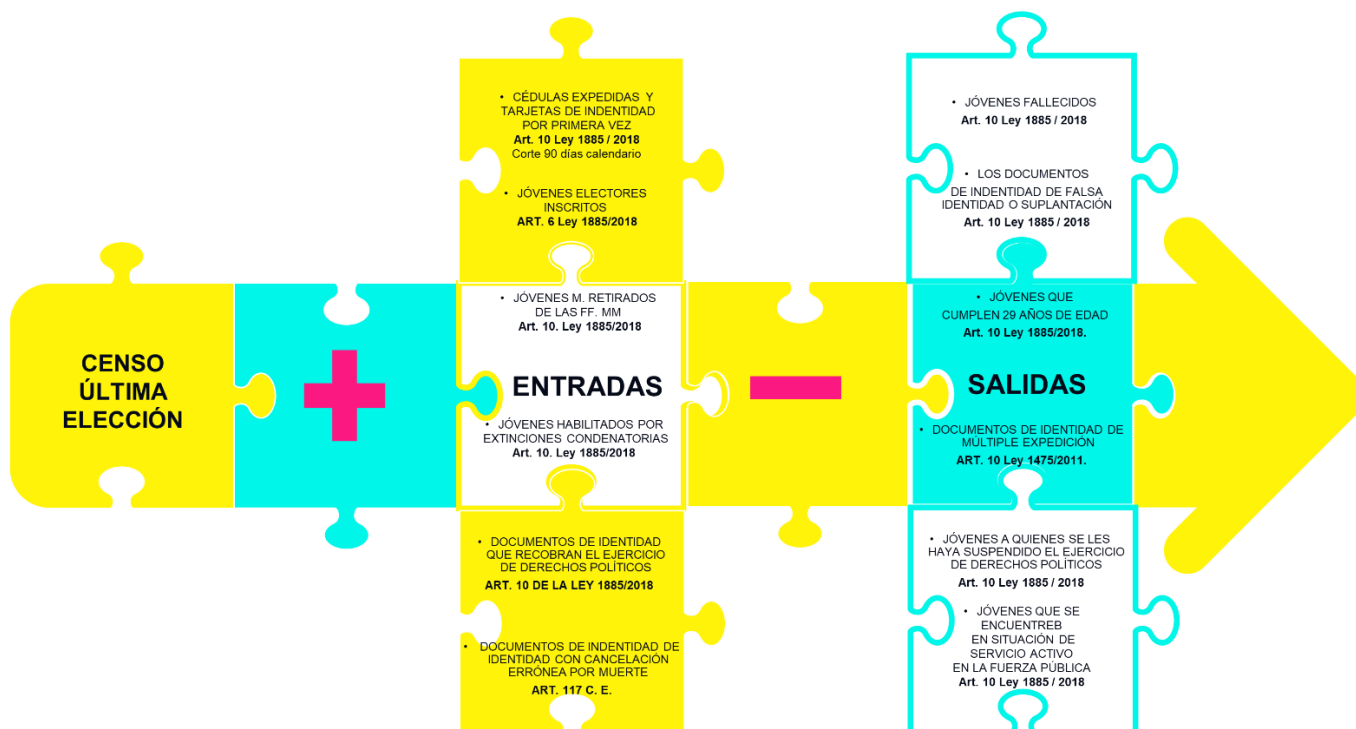 CENSO
ÚLTIMA
ELECCIÓN
• CÉDULAS EXPEDIDAS Y
TARJETAS DE INDENTIDAD
POR PRIMERA VEZ
Art. 10 Ley 1885 / 2018
Corte 90 días calendario
• JÓVENES ELECTORES
INSCRITOS
ART. 6 Ley 1885/2018
• JÓVENES M. RETIRADOS
DE LAS FF. MM
Art. 10. Ley 1885/2018
ENTRADAS
• JÓVENES HABILITADOS POR
EXTINCIONES CONDENATORIAS
Art. 10. Ley 1885/2018
• DOCUMENTOS DE IDENTIDAD
QUE RECOBRAN EL EJERCICIO
DE DERECHOS POLÍTICOS
ART. 10 DE LA LEY 1885/2018
• DOCUMENTOS DE INDENTIDAD DE
IDENTIDAD CON CANCELACIÓN
ERRÓNEA POR MUERTE
ART. 117 C. E.
• JÓVENES FALLECIDOS
Art. 10 Ley 1885 / 2018
• LOS DOCUMENTOS
DE INDENTIDAD DE FALSA
IDENTIDAD O SUPLANTACIÓN
Art. 10 Ley 1885 / 2018
• JÓVENES QUE
CUMPLEN 29 AÑOS DE EDAD
Art. 10 Ley 1885/2018.
SALIDAS
• DOCUMENTOS DE IDENTIDAD DE
MÚLTIPLE EXPEDICIÓN
ART. 10 Ley 1475/2011.
• JÓVENES A QUIENES SE LES
HAYA SUSPENDIDO EL EJERCICIO
DE DERECHOS POLÍTICOS
Art. 10 Ley 1885 / 2018
• JÓVENES QUE SE
ENCUENTREB
EN SITUACIÓN DE
SERVICIO ACTIVO
EN LA FUERZA PÚBLICA
Art. 10 Ley 1885 / 2018